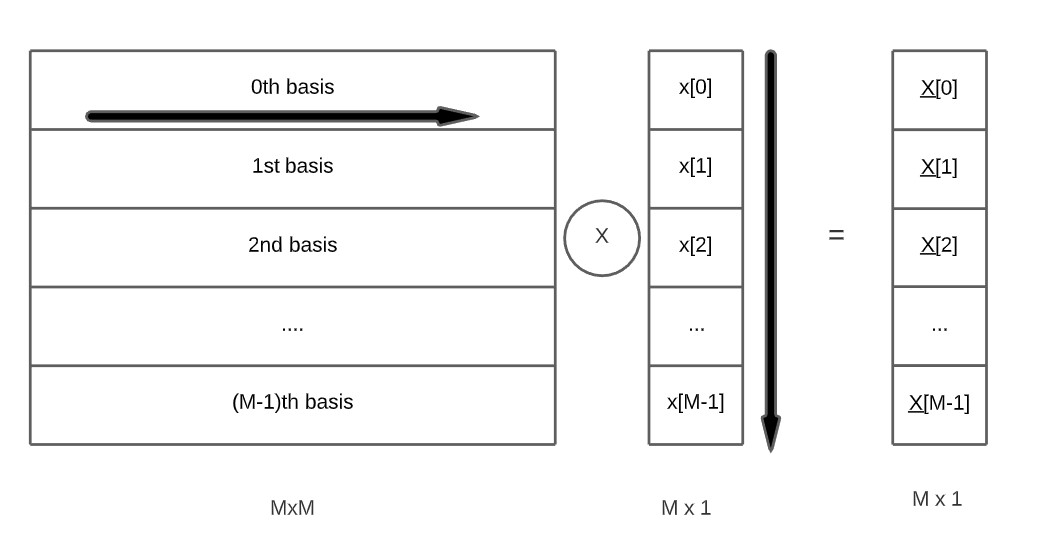 0th basis
x[0]
X[0]
1st basis
x[1]
X[1]
2nd basis
X
x[2]
=
X[2]
....
...
...
(M-1)th basis
x[M-1]
X[M-1]
MxM
M x 1
M x 1